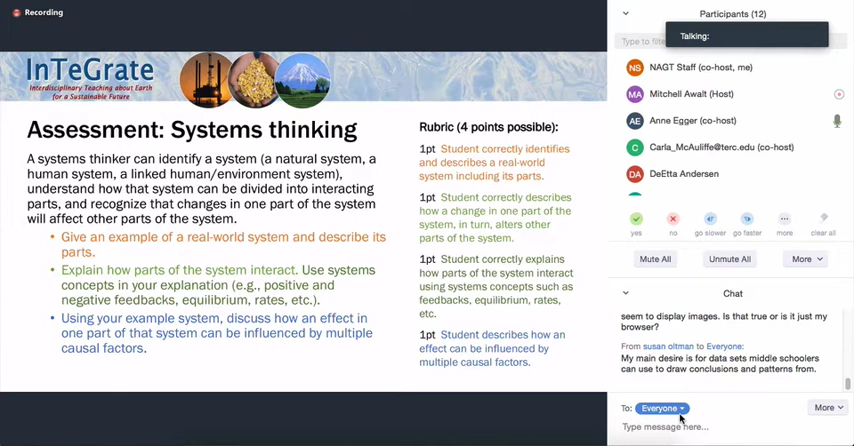 Recording
InTeGrate
Interdisciplinary Teaching about Earth
for a Sustainable Future
Assessment: Systems thinking
A systems thinker can identify a system (a natural system, a
human system, a linked human/environment system),
understand how that system can be divided into interacting
parts, and recognize that changes in one part of the system
will affect other parts of the system.
• Give an example of a real-world system and describe its
parts.
• Explain how parts of the system interact. Use systems
concepts in your explanation (e.g., positive and
negative feedbacks, equilibrium, rates, etc.).
• Using your example system, discuss how an effect in
one part of that system can be influenced by multiple
causal factors.
Rubric (4 points possible):
1pt Student correctly identifies
and describes a real-world
system including its parts.
1pt Student correctly describes
how a change in one part of the
system, in turn, alters other
parts of the system.
1pt Student correctly explains
how parts of the system interact
using systems concepts such as
feedbacks, equilibrium, rates,
etc.
1pt Student describes how an
effect can be influenced by
multiple causal factors.
Participants (12)
Talking:
Type to filte
NS NAGT Staff (co-host, me)
MA Mitchell Awalt (Host)
AE Anne Egger (co-host)
C Carla_McAuliffe@terc.edu (co-host)
DA DeEtta Andersen
yes no go slower go faster more clear all
Mute All Unmute All More
Chat
seem to display images. Is that true or is it just my
browser?
From susan oltman to Everyone:
My main desire is for data sets middle schoolers
can use to draw conclusions and patterns from.
To: Everyone More
Type message here...